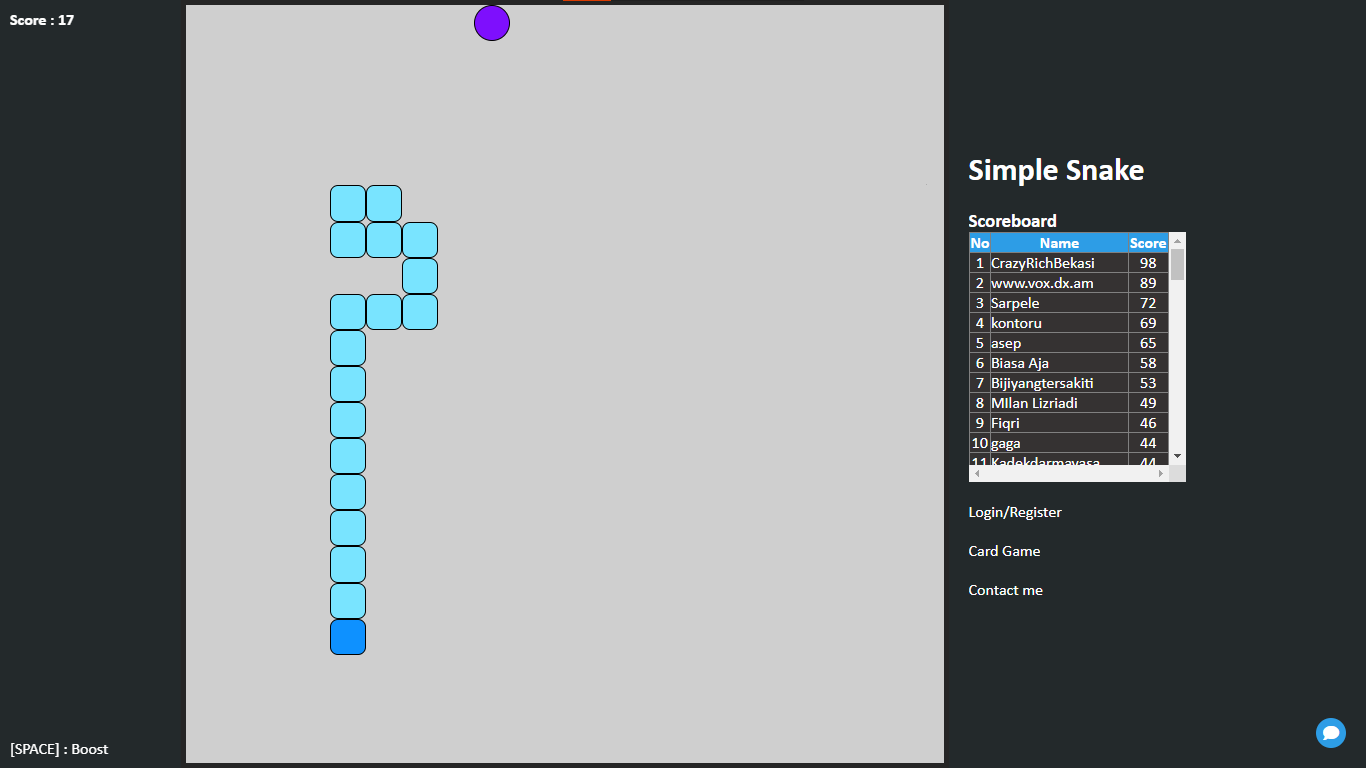 Score : 17
Simple Snake
Scoreboard
No Name Score
1 CrazyRichBekasi 98
2 www.vox.dx.am 89
3 Sarpele 72
4 kontoru 69
5 asep 65
6 Biasa Aja 58
7 Bijiyangtersakiti 53
8 MIlan Lizriadi 49
9 Fiqri 46
10 gaga 44
11 Kadekdarmayasa 44
Login/Register
Card Game
Contact me
[SPACE] : Boost